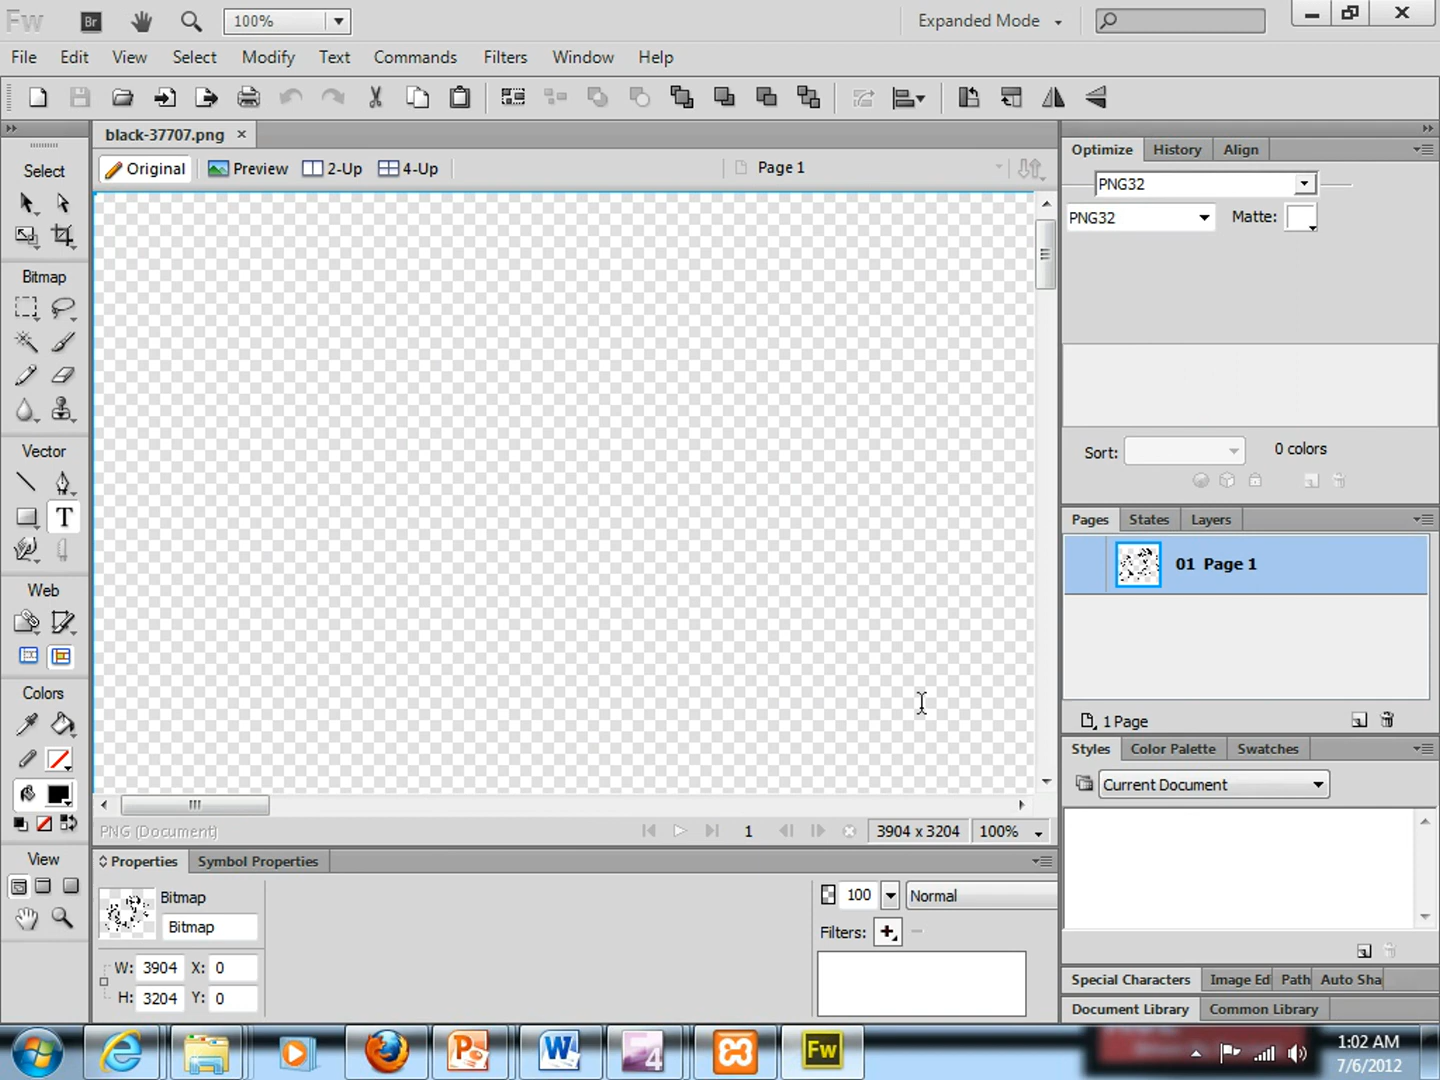 Fw Br 100% Expanded Mode
File Edit View Select Modify Text Commands Filters Window Help
black-37707.png
Original Preview 2-Up 4-Up Page 1
Select
Bitmap
Vector
T
Web
Colors
View
Optimize History Align
PNG32
PNG32 Matte:
Sort: 0 colors
Pages States Layers
01 Page 1
1 Page
Styles Color Palette Swatches
Current Document
PNG (Document) 1 3904 x 3204 100%
Properties Symbol Properties
Bitmap
Bitmap
W: 3904 X: 0
H: 3204 Y: 0
100 Normal
Filters:
Special Characters Image Ed Path Auto Sha
Document Library Common Library
P W 4 Fw
1:02 AM
7/6/2012